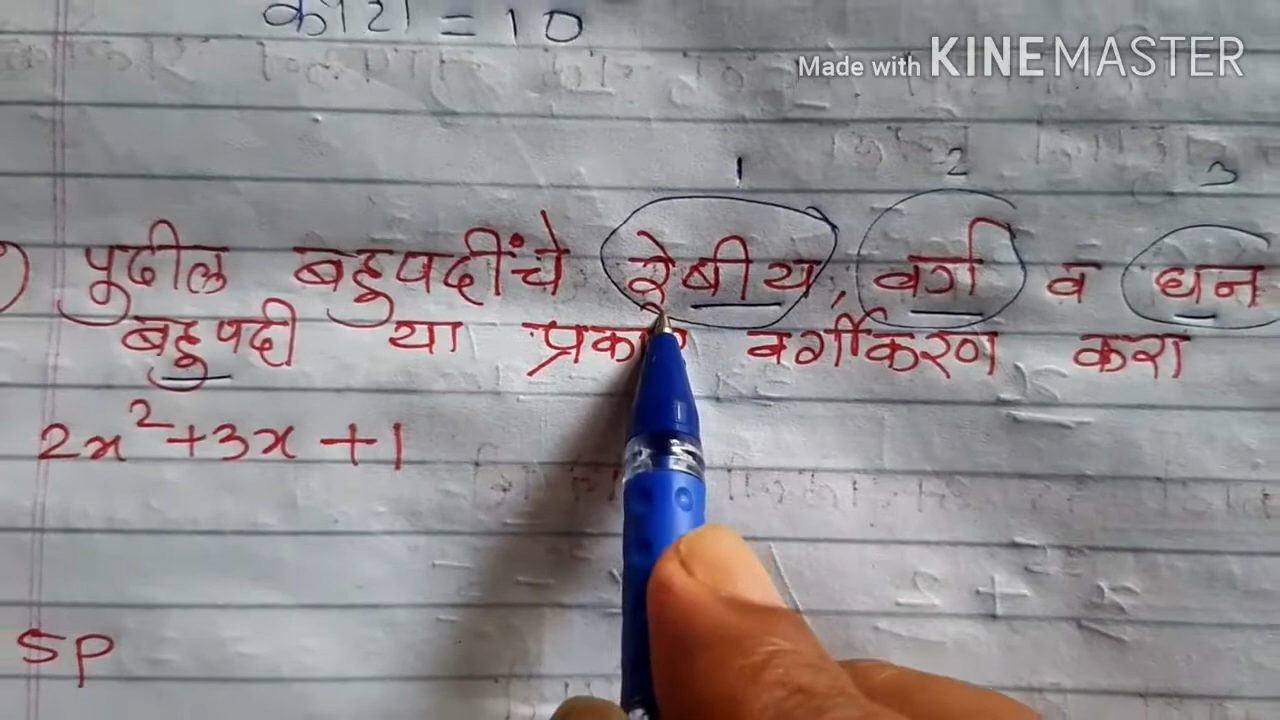 कोटी = 10
Made with KINEMASTER
1 2 3
पुढील बहुपदींचे रेषीय, वर्ग व घन
बहुपदी या प्रकारे वर्गीकरण करा
2x²+3x+1
5p